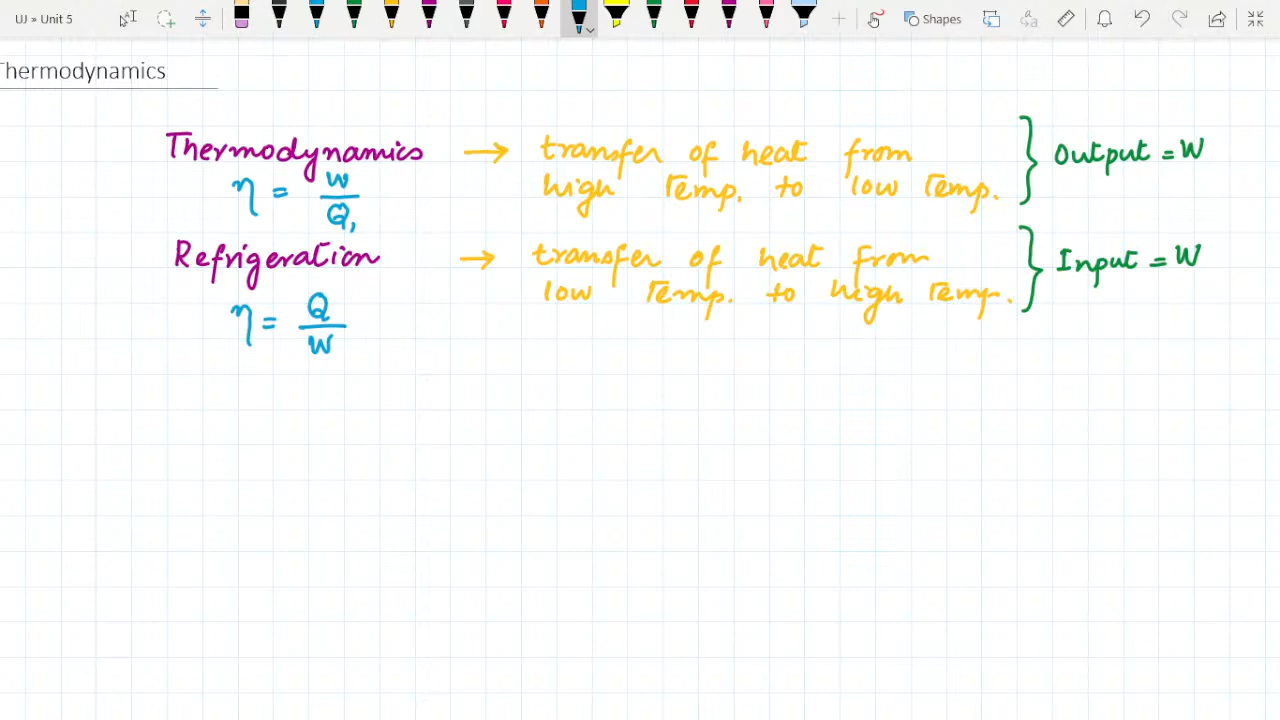 UJ » Unit 5
Shapes
Thermodynamics
Thermodynamics → transfer of heat from
high Temp. to low Temp.
} Output = W
η = W / Q₁
Refrigeration → transfer of heat from
low Temp. to high Temp.
} Input = W
η = Q / W